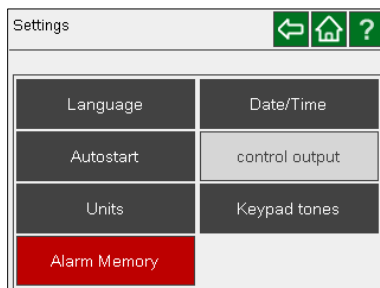 Settings
?
Language
Date/Time
Autostart
control output
Units
Keypad tones
Alarm Memory